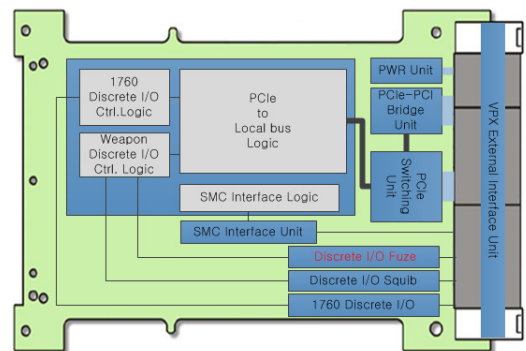 1760
Discrete I/O
Ctrl.Logic
PCIe
to
Local bus
Logic
Weapon
Discrete I/O
Ctrl. Logic
SMC Interface Logic
SMC Interface Unit
PWR Unit
PCIe-PCI
Bridge
Unit
PCIe
Switching
Unit
VPX External Interface Unit
Discrete I/O Fuze
Discrete I/O Squib
1760 Discrete I/O